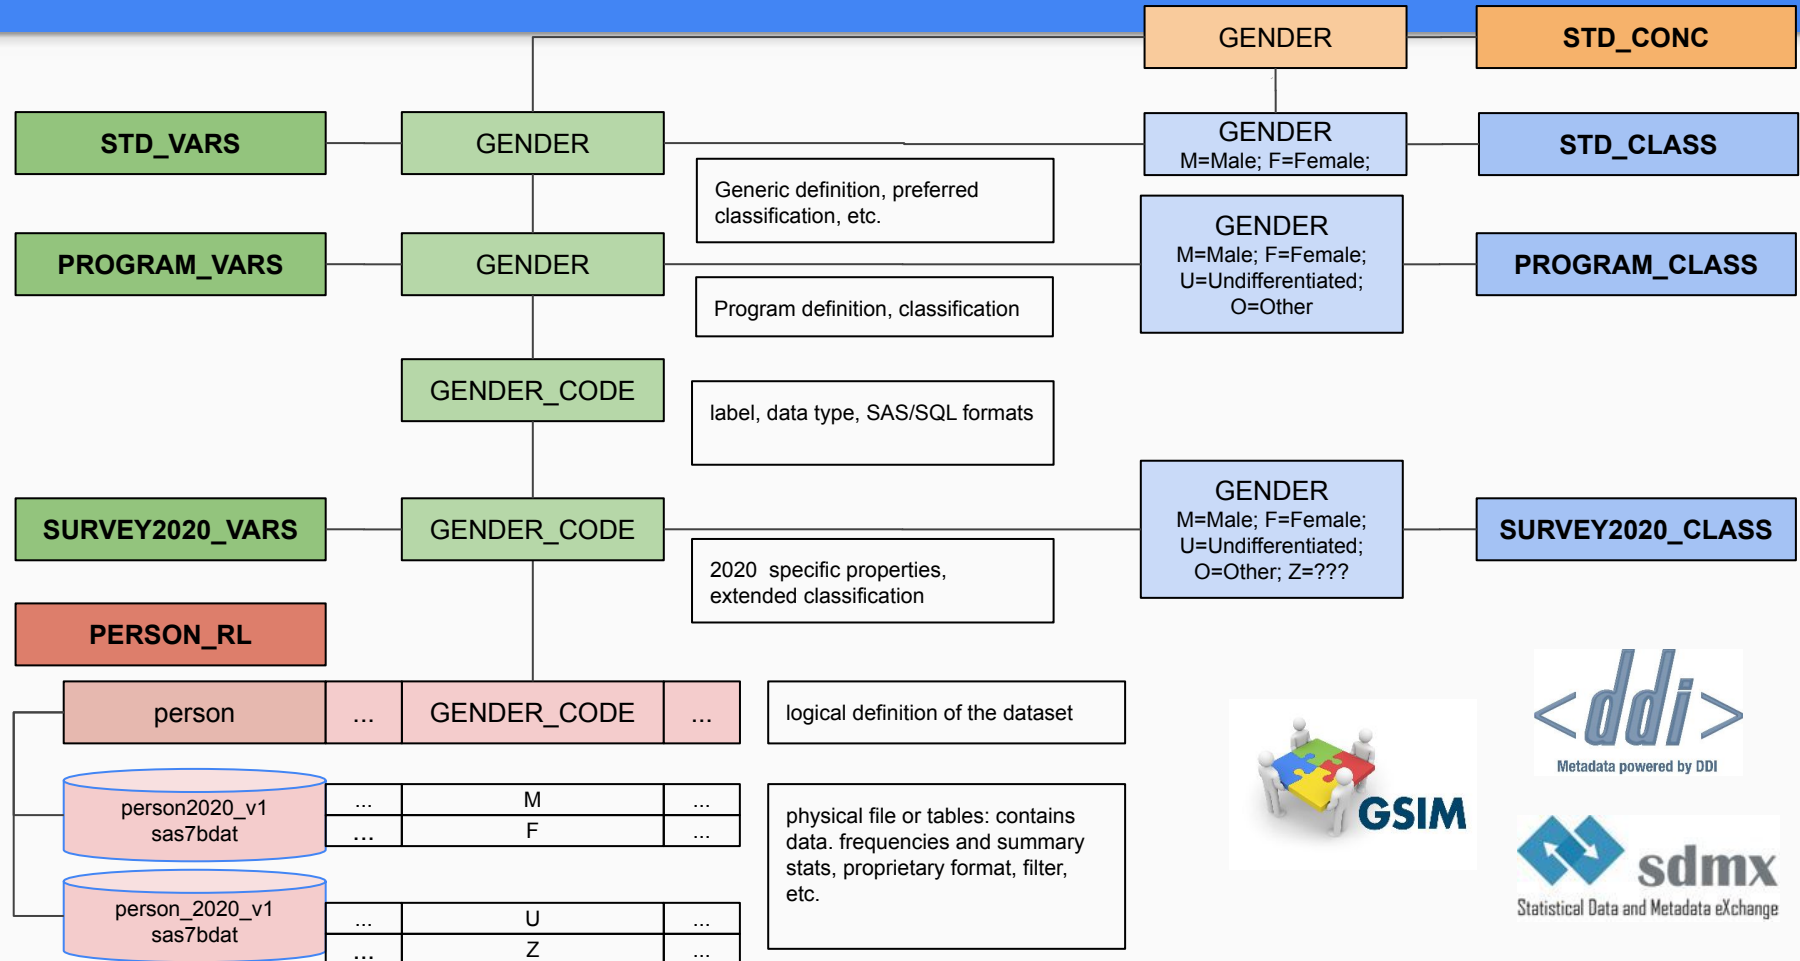 GENDER
STD_CONC
STD_VARS
GENDER
GENDER
M=Male; F=Female;
STD_CLASS
Generic definition, preferred
classification, etc.
PROGRAM_VARS
GENDER
GENDER
M=Male; F=Female;
U=Undifferentiated;
O=Other
PROGRAM_CLASS
Program definition, classification
GENDER_CODE
label, data type, SAS/SQL formats
SURVEY2020_VARS
GENDER_CODE
GENDER
M=Male; F=Female;
U=Undifferentiated;
O=Other; Z=???
SURVEY2020_CLASS
2020  specific properties,
extended classification
PERSON_RL
person
...
GENDER_CODE
...
logical definition of the dataset
person2020_v1
sas7bdat
... M ...
... F ...
physical file or tables: contains
data. frequencies and summary
stats, proprietary format, filter,
etc.
person_2020_v1
sas7bdat
... U ...
... Z ...
GSIM
<ddi>
Metadata powered by DDI
sdmx
Statistical Data and Metadata eXchange